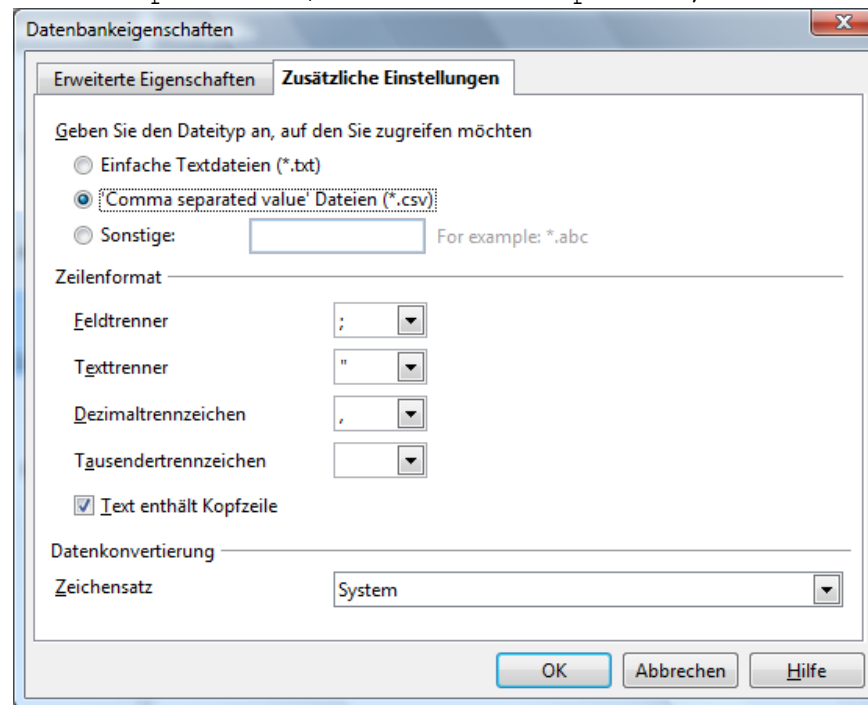 Datenbankeigenschaften
Erweiterte Eigenschaften Zusätzliche Einstellungen
Geben Sie den Dateityp an, auf den Sie zugreifen möchten
Einfache Textdateien (*.txt)
'Comma separated value' Dateien (*.csv)
Sonstige: For example: *.abc
Zeilenformat
Feldtrenner ;
Texttrenner "
Dezimaltrennzeichen ,
Tausendertrennzeichen
Text enthält Kopfzeile
Datenkonvertierung
Zeichensatz System
OK Abbrechen Hilfe